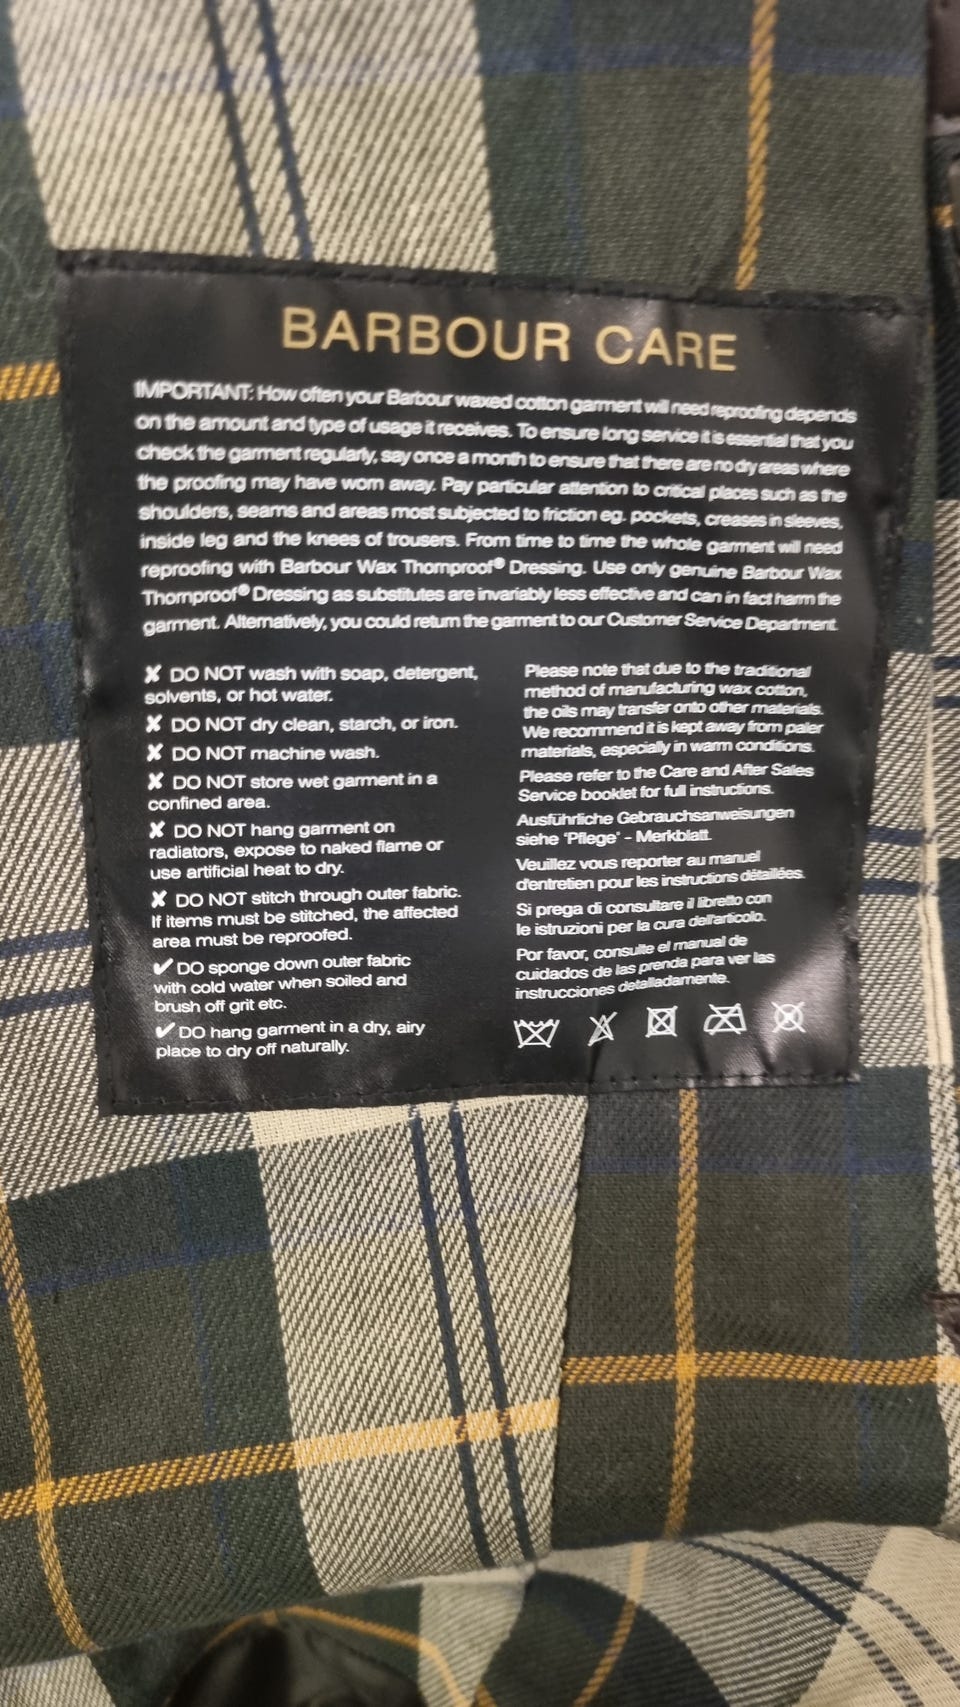 BARBOUR CARE
IMPORTANT: How often your Barbour waxed cotton garment will need reproofing depends
on the amount and type of usage it receives. To ensure long service it is essential that you
check the garment regularly, say once a month to ensure that there are no dry areas where
the proofing may have worn away. Pay particular attention to critical places such as the
shoulders, seams and areas most subjected to friction eg. pockets, creases in sleeves,
inside leg and the knees of trousers. From time to time the whole garment will need
reproofing with Barbour Wax Thornproof® Dressing. Use only genuine Barbour Wax
Thornproof® Dressing as substitutes are invariably less effective and can in fact harm the
garment. Alternatively, you could return the garment to our Customer Service Department.
✘ DO NOT wash with soap, detergent,
solvents, or hot water.
✘ DO NOT dry clean, starch, or iron.
✘ DO NOT machine wash.
✘ DO NOT store wet garment in a
confined area.
✘ DO NOT hang garment on
radiators, expose to naked flame or
use artificial heat to dry.
✘ DO NOT stitch through outer fabric.
If items must be stitched, the affected
area must be reproofed.
✔ DO sponge down outer fabric
with cold water when soiled and
brush off grit etc.
✔ DO hang garment in a dry, airy
place to dry off naturally.
Please note that due to the traditional
method of manufacturing wax cotton,
the oils may transfer onto other materials.
We recommend it is kept away from paler
materials, especially in warm conditions.
Please refer to the Care and After Sales
Service booklet for full instructions.
Ausführliche Gebrauchsanweisungen
siehe "Pflege" - Merkblatt.
Veuillez vous reporter au manuel
d'entretien pour les instructions détaillées.
Si prega di consultare il libretto con
le istruzioni per la cura dell'articolo.
Por favor, consulte el manual de
cuidados de las prenda para ver las
instrucciones detalladamente.